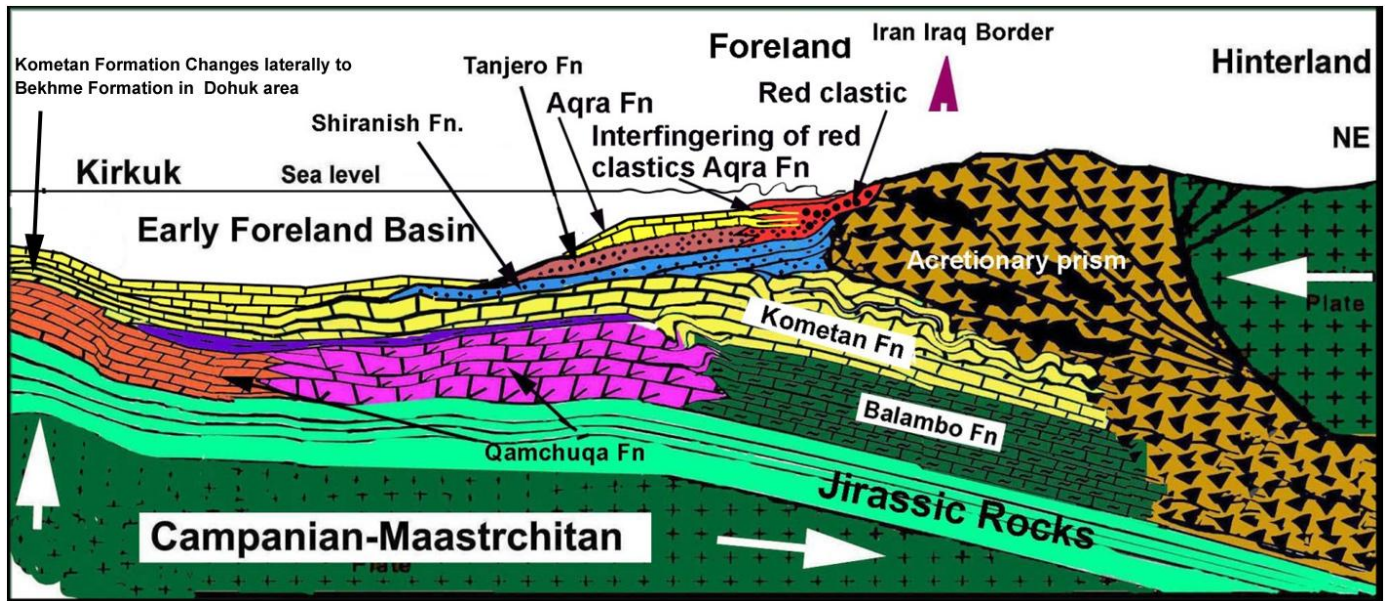 Kometan Formation Changes laterally to
Bekhme Formation in Dohuk area
Tanjero Fn
Foreland
Iran Iraq Border
Hinterland
Aqra Fn
Red clastic
Shiranish Fn.
Interfingering of red
clastics Aqra Fn
NE
Kirkuk
Sea level
Early Foreland Basin
Acretionary prism
Plate
Kometan Fn
Balambo Fn
Qamchuqa Fn
Jirassic Rocks
Campanian-Maastrchitan
Plate